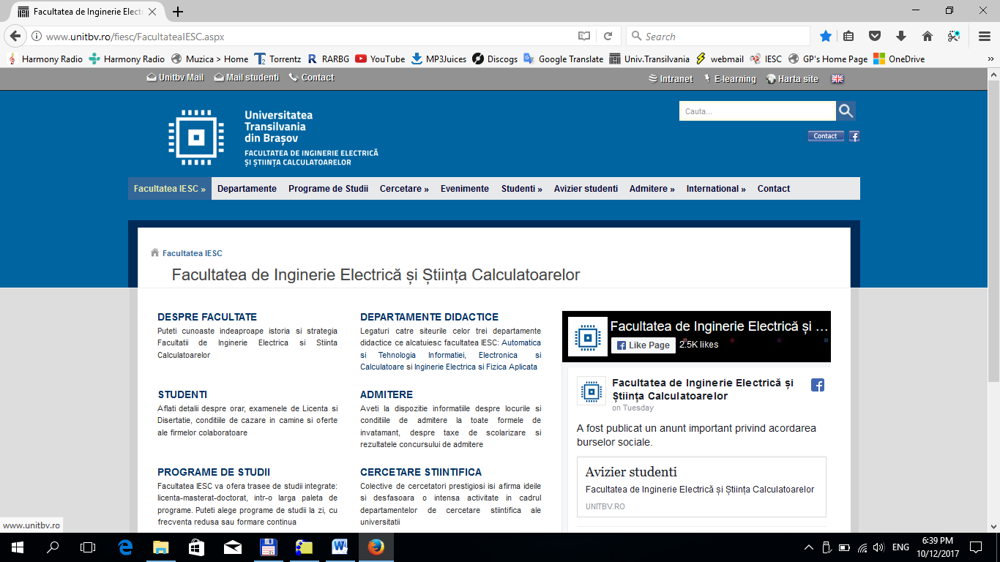 Facultatea de Inginerie Electr
www.unitbv.ro/fiesc/FacultateaIESC.aspx
Search
Harmony Radio
Harmony Radio
Muzica > Home
Torrentz
RARBG
YouTube
MP3Juices
Discogs
Google Translate
Univ.Transilvania
webmail
IESC
GP's Home Page
OneDrive
»
Unitbv Mail
Mail studenti
Contact
Intranet
E-learning
Harta site
Universitatea
Transilvania
din Brașov
FACULTATEA DE INGINERIE ELECTRICĂ
ȘI ȘTIINȚA CALCULATOARELOR
Cauta...
Contact
Facultatea IESC »
Departamente
Programe de Studii
Cercetare »
Evenimente
Studenti »
Avizier studenti
Admitere »
International »
Contact
Facultatea IESC
Facultatea de Inginerie Electrică și Știința Calculatoarelor
DESPRE FACULTATE
Puteti cunoaste indeaproape istoria si strategia
Facultatii de Inginerie Electrica si Stiinta
Calculatoarelor
DEPARTAMENTE DIDACTICE
Legaturi catre siteurile celor trei departamente
didactice ce alcatuiesc facultatea IESC: Automatica
si Tehnologia Informatiei, Electronica si
Calculatoare si Inginerie Electrica si Fizica Aplicata
STUDENTI
Aflati detalii despre orar, examenele de Licenta si
Disertatie, conditiile de cazare in camine si oferte
ale firmelor colaboratoare
ADMITERE
Aveti la dispozitie informatiile despre locurile si
conditiile de admitere la toate formele de
invatamant, despre taxe de scolarizare si
rezultatele concursului de admitere
PROGRAME DE STUDII
Facultatea IESC va ofera trasee de studii integrate:
licenta-masterat-doctorat, intr-o larga paleta de
programe. Puteti alege programe de studii la zi, cu
frecventa redusa sau formare continua
CERCETARE STIINTIFICA
Colective de cercetatori prestigiosi isi afirma ideile
si desfasoara o intensa activitate in cadrul
departamentelor de cercetare stiintifica ale
universitatii
Facultatea de Inginerie Electrică și ...
Like Page
2.5K likes
Facultatea de Inginerie Electrică și
Știința Calculatoarelor
on Tuesday
A fost publicat un anunt important privind acordarea
burselor sociale.
Avizier studenti
Facultatea de Inginerie Electrică și Știința Calculatoarelor
UNITBV.RO
www.unitbv.ro
ENG
6:39 PM
10/12/2017